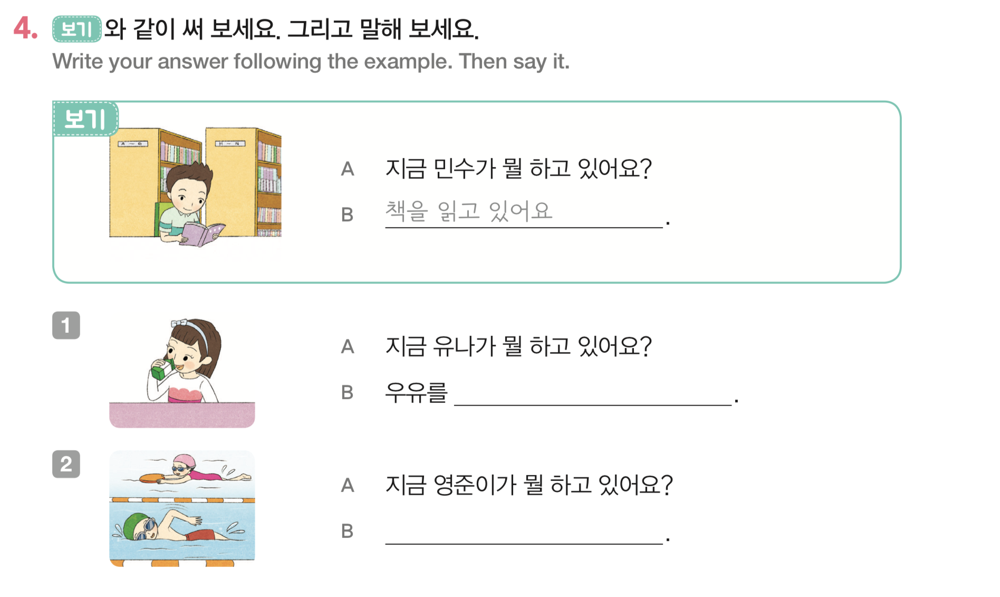 4. 보기와 같이 써 보세요. 그리고 말해 보세요.
Write your answer following the example. Then say it.
보기
A ~ G
H ~ N
A 지금 민수가 뭘 하고 있어요?
B 책을 읽고 있어요.
1
A 지금 유나가 뭘 하고 있어요?
B 우유를 .
2
A 지금 영준이가 뭘 하고 있어요?
B .